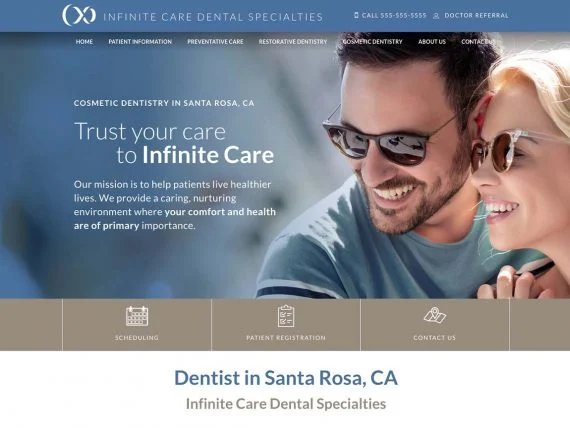 INFINITE CARE DENTAL SPECIALTIES
CALL 555-555-5555 DOCTOR REFERRAL
HOME PATIENT INFORMATION PREVENTATIVE CARE RESTORATIVE DENTISTRY COSMETIC DENTISTRY ABOUT US CONTACT US
COSMETIC DENTISTRY IN SANTA ROSA, CA
Trust your care
to Infinite Care
Our mission is to help patients live healthier
lives. We provide a caring, nurturing
environment where your comfort and health
are of primary importance.
SCHEDULING PATIENT REGISTRATION CONTACT US
Dentist in Santa Rosa, CA
Infinite Care Dental Specialties